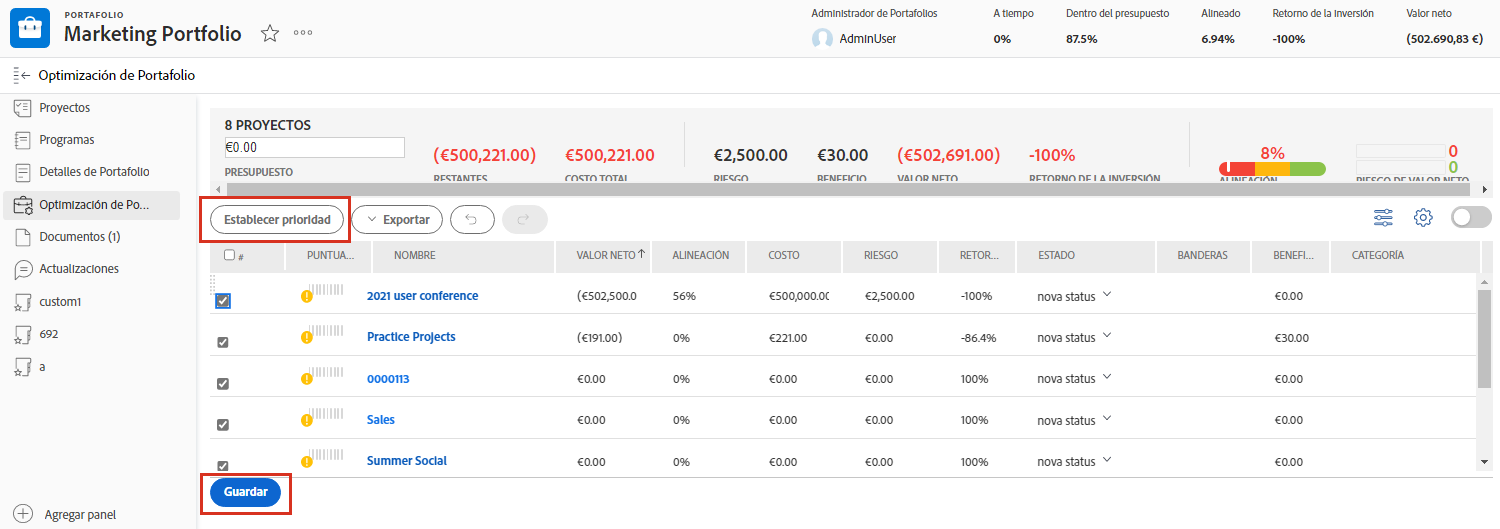 PORTAFOLIO
Marketing Portfolio
Administrador de Portafolios
AdminUser
A tiempo
0%
Dentro del presupuesto
87.5%
Alineado
6.94%
Retorno de la inversión
-100%
Valor neto
(502.690,83 €)
Optimización de Portafolio
Proyectos
Programas
Detalles de Portafolio
Optimización de Po...
Documentos (1)
Actualizaciones
custom1
692
a
Agregar panel
8 PROYECTOS
€0.00
PRESUPUESTO
(€500,221.00)
RESTANTES
€500,221.00
COSTO TOTAL
€2,500.00
RIESGO
€30.00
BENEFICIO
(€502,691.00)
VALOR NETO
-100%
RETORNO DE LA INVERSIÓN
8%
ALINEACIÓN
0
0
RIESGO DE VALOR NETO
Establecer prioridad
Exportar
# PUNTUA... NOMBRE VALOR NETO ALINEACIÓN COSTO RIESGO RETOR... ESTADO BANDERAS BENEFI... CATEGORÍA
2021 user conference (€502,500.0 56% €500,000.00 €2,500.00 -100% nova status €0.00
Practice Projects (€191.00) 0% €221.00 €0.00 -86.4% nova status €30.00
0000113 €0.00 0% €0.00 €0.00 100% nova status €0.00
Sales €0.00 0% €0.00 €0.00 100% nova status €0.00
Summer Social €0.00 0% €0.00 €0.00 100% nova status €0.00
Guardar